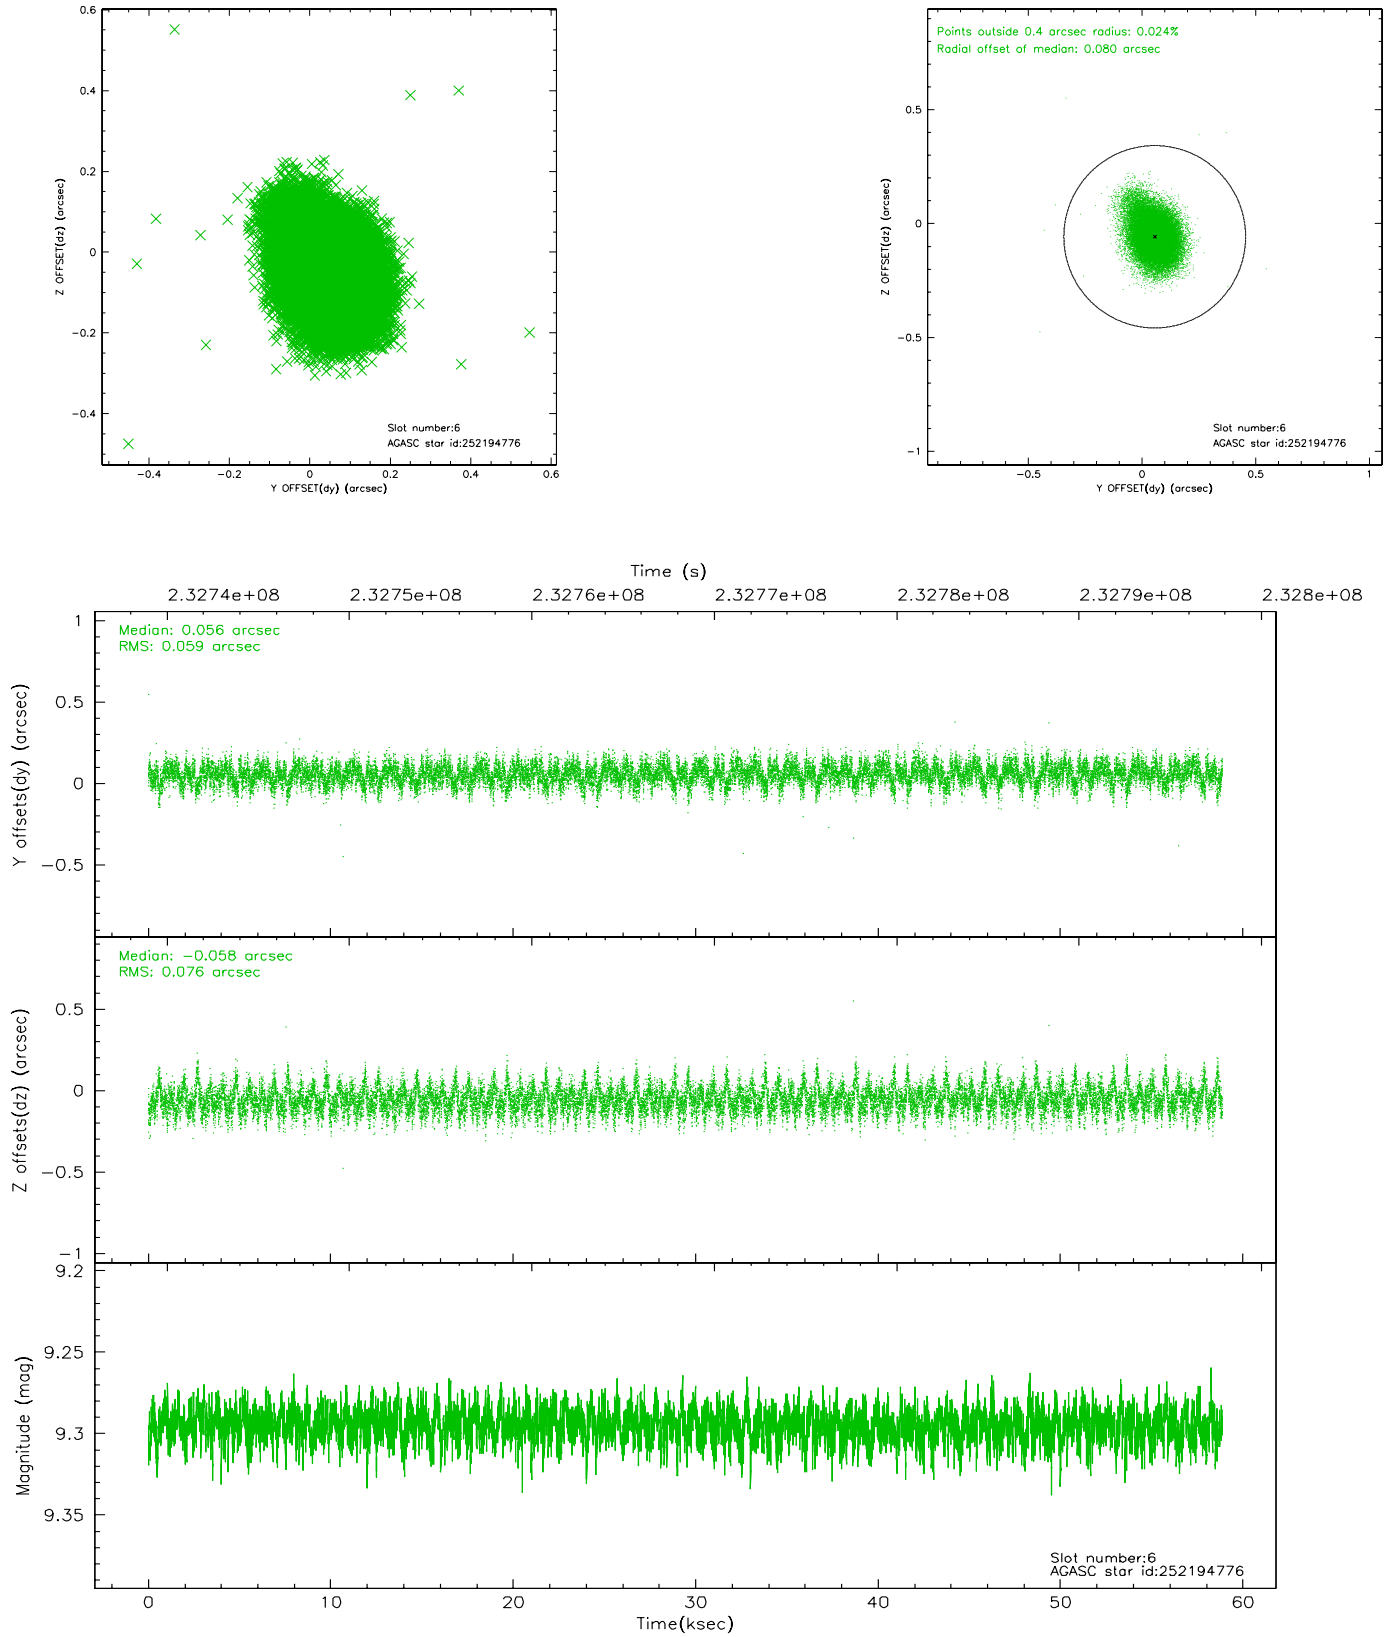 0.6
0.4
0.2
0
−0.2
−0.4
−0.4
−0.2
0
0.2
0.4
0.6
Z OFFSET(dz) (arcsec)
Y OFFSET(dy) (arcsec)
Slot number:6
AGASC star id:252194776
Points outside 0.4 arcsec radius: 0.024%
Radial offset of median: 0.080 arcsec
0.5
0
−0.5
−1
−0.5
0
0.5
1
Z OFFSET(dz) (arcsec)
Y OFFSET(dy) (arcsec)
Slot number:6
AGASC star id:252194776
Time (s)
2.3274e+08 2.3275e+08 2.3276e+08 2.3277e+08 2.3278e+08 2.3279e+08 2.328e+08
Median: 0.056 arcsec
RMS: 0.059 arcsec
1
0.5
0
−0.5
Y offsets(dy) (arcsec)
Median: −0.058 arcsec
RMS: 0.076 arcsec
0.5
0
−0.5
−1
Z offsets(dz) (arcsec)
9.2
9.25
9.3
9.35
Magnitude (mag)
Slot number:6
AGASC star id:252194776
0 10 20 30 40 50 60
Time(ksec)